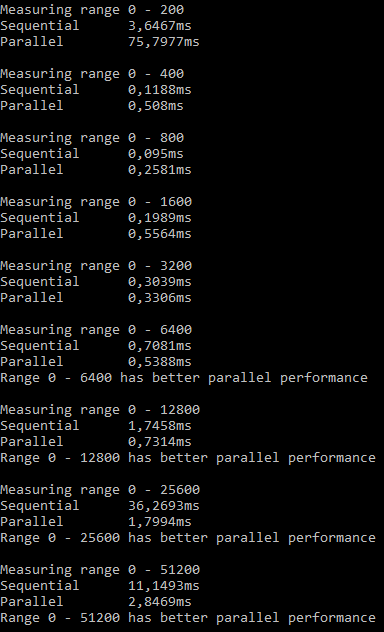 Measuring range 0 - 200
Sequential 3,6467ms
Parallel 75,7977ms
Measuring range 0 - 400
Sequential 0,1188ms
Parallel 0,508ms
Measuring range 0 - 800
Sequential 0,095ms
Parallel 0,2581ms
Measuring range 0 - 1600
Sequential 0,1989ms
Parallel 0,5564ms
Measuring range 0 - 3200
Sequential 0,3039ms
Parallel 0,3306ms
Measuring range 0 - 6400
Sequential 0,7081ms
Parallel 0,5388ms
Range 0 - 6400 has better parallel performance
Measuring range 0 - 12800
Sequential 1,7458ms
Parallel 0,7314ms
Range 0 - 12800 has better parallel performance
Measuring range 0 - 25600
Sequential 36,2693ms
Parallel 1,7994ms
Range 0 - 25600 has better parallel performance
Measuring range 0 - 51200
Sequential 11,1493ms
Parallel 2,8469ms
Range 0 - 51200 has better parallel performance